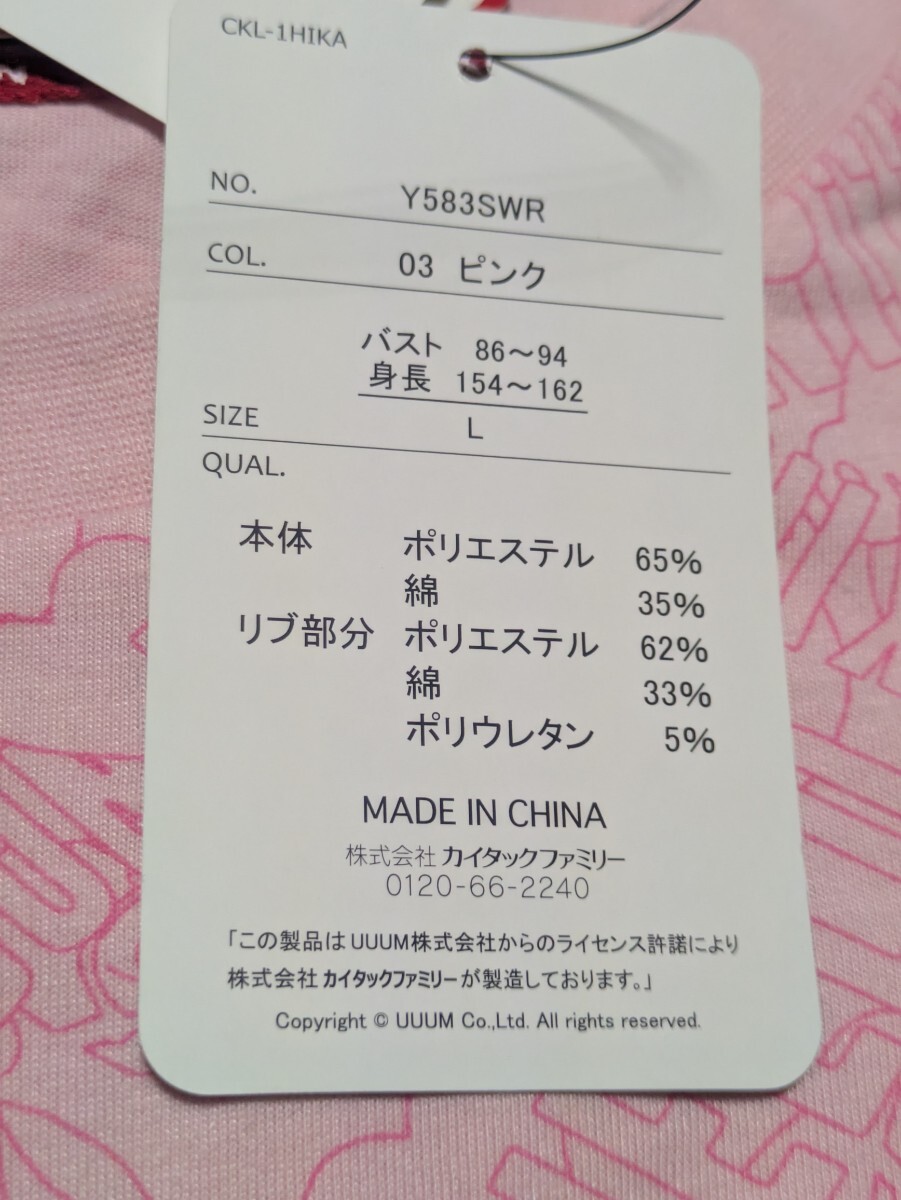 CKL-1HIKA
NO. Y583SWR
COL. 03 ピンク
バスト 86～94
身長 154～162
SIZE L
QUAL.
本体 ポリエステル 65%
綿 35%
リブ部分 ポリエステル 62%
綿 33%
ポリウレタン 5%
MADE IN CHINA
株式会社 カイタックファミリー
0120-66-2240
「この製品はUUUM株式会社からのライセンス許諾により
株式会社 カイタックファミリーが製造しております。」
Copyright © UUUM Co.,Ltd. All rights reserved.